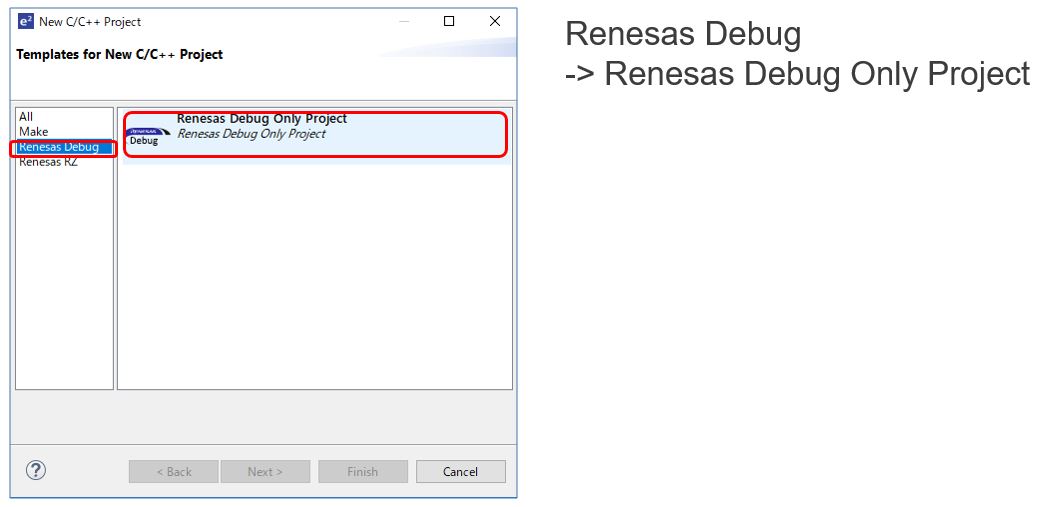 e² New C/C++ Project
Templates for New C/C++ Project
All
Make
Renesas Debug
Renesas RZ
Renesas Debug Only Project
RENESAS
Debug
Renesas Debug Only Project
?
< Back
Next >
Finish
Cancel
Renesas Debug
-> Renesas Debug Only Project